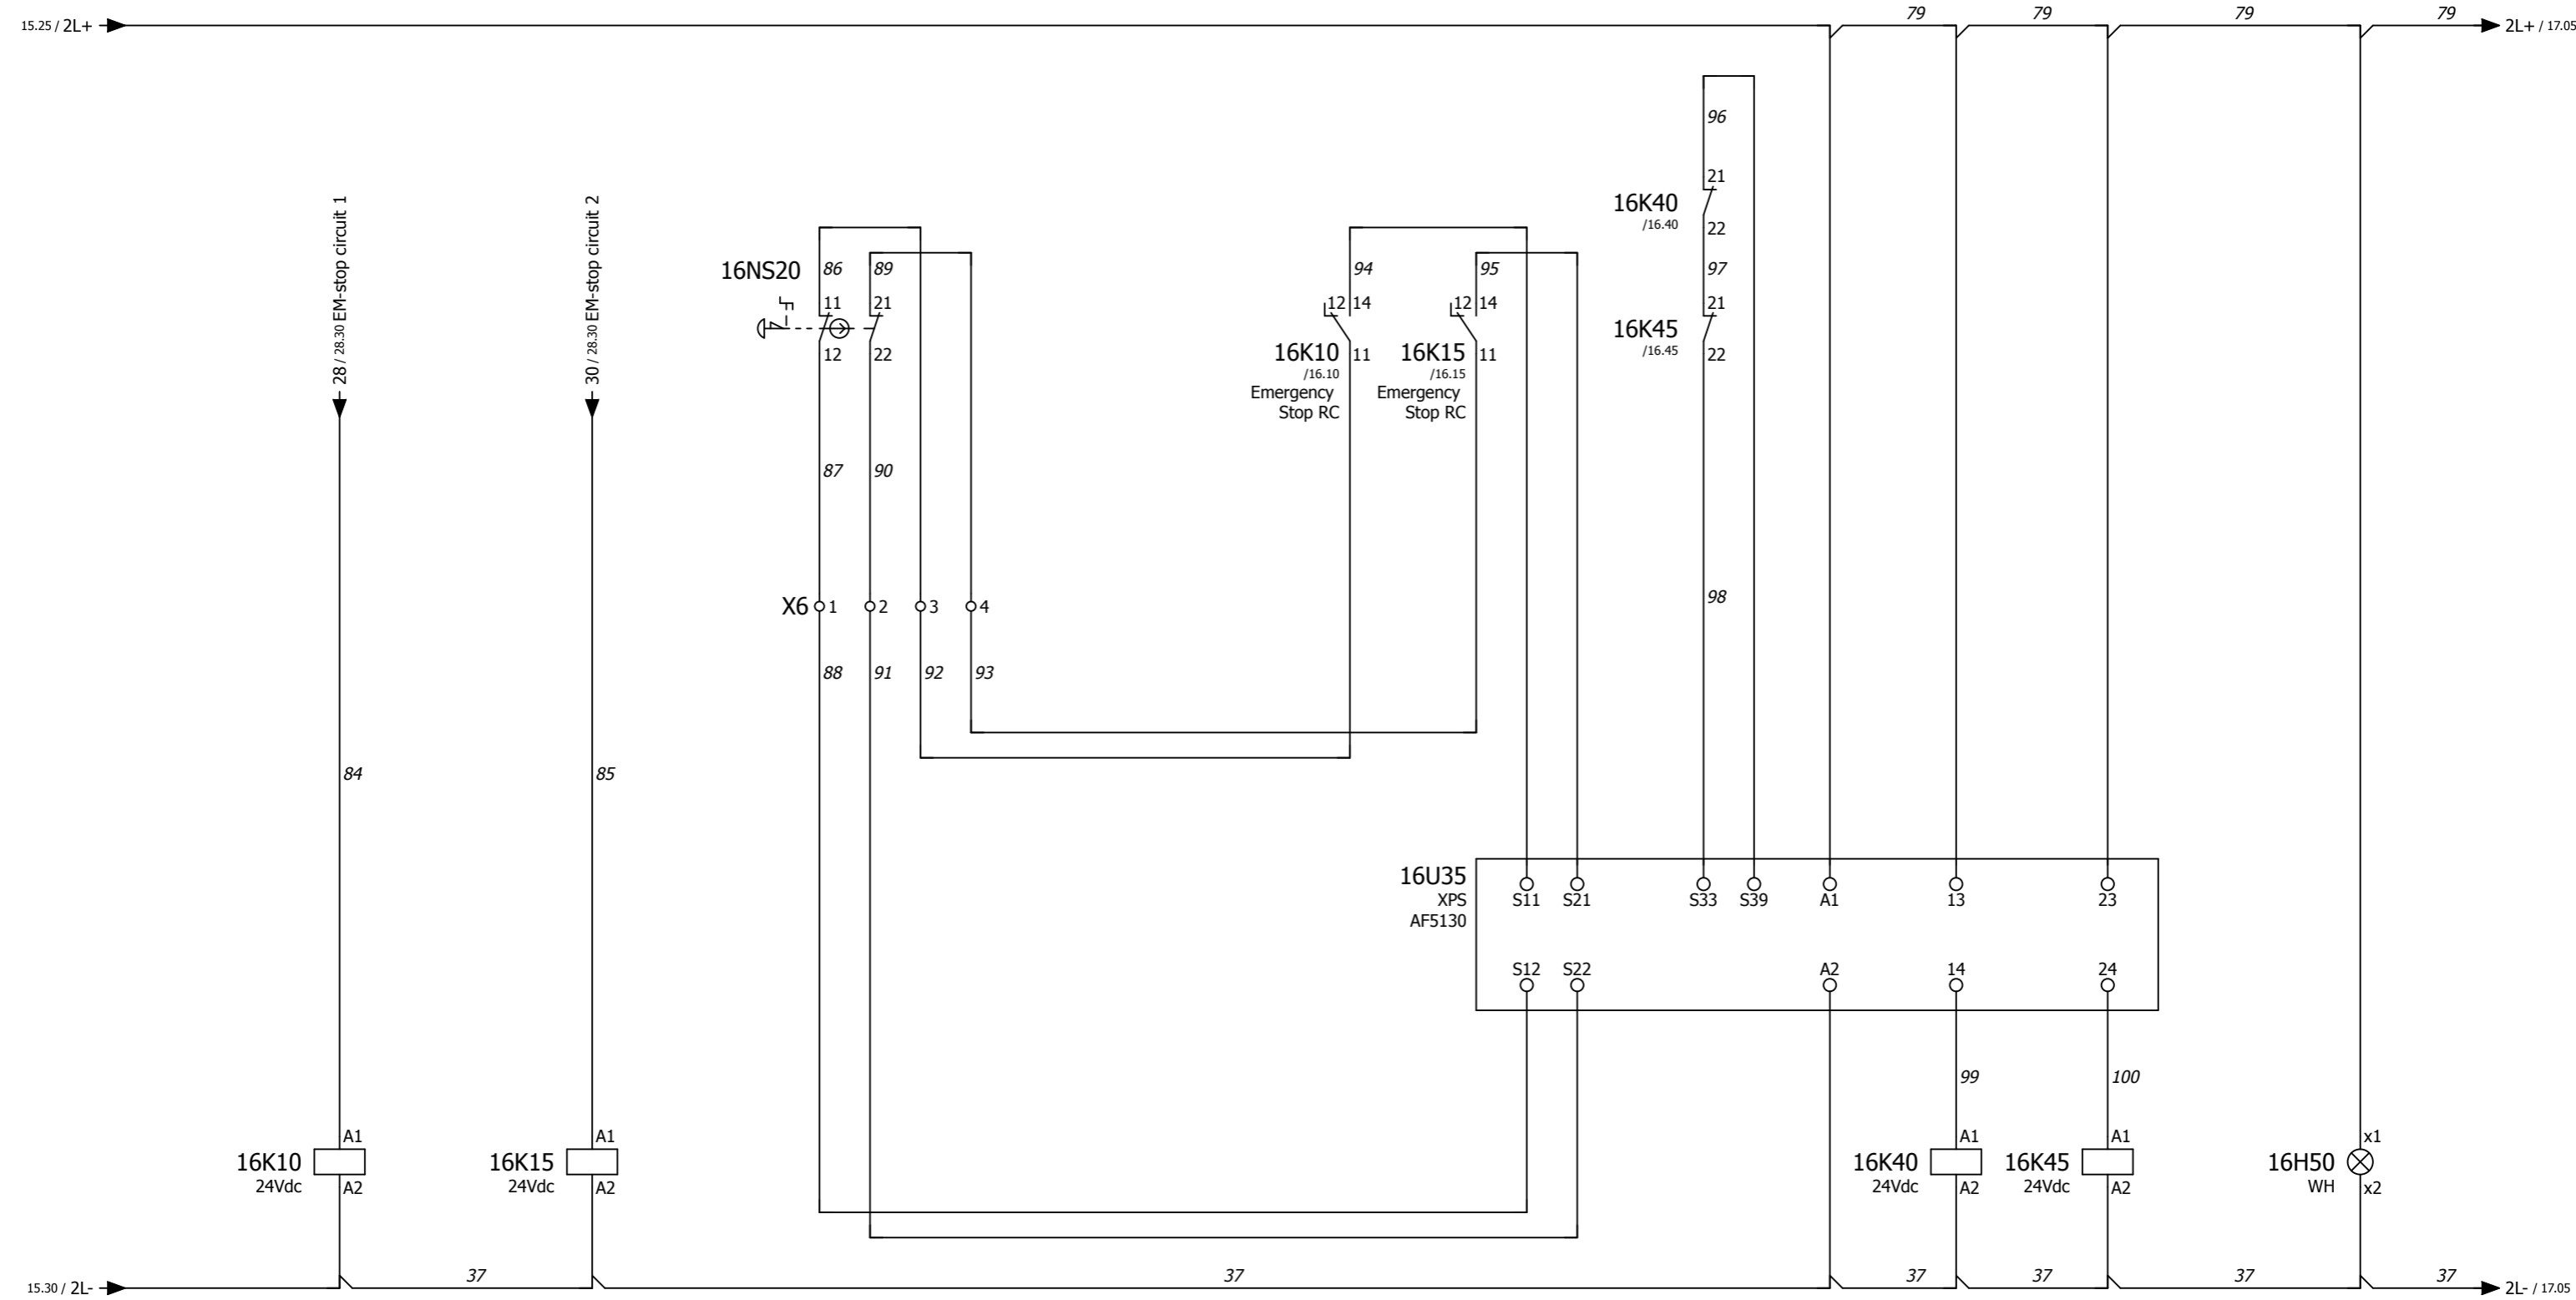 15.25 / 2L+
79
79
79
79
2L+ / 17.05
28 / 28.30 EM-stop circuit 1
30 / 28.30 EM-stop circuit 2
96
21
16K40
/16.40
22
16NS20
86
89
94
95
97
11
21
12
14
12
14
21
16K45
/16.45
12
22
16K10
11
16K15
11
22
/16.10
/16.15
Emergency
Stop RC
Emergency
Stop RC
87
90
98
X6
1
2
3
4
88
91
92
93
84
85
16U35
XPS
AF5130
S11
S21
S33
S39
A1
13
23
S12
S22
A2
14
24
99
100
A1
A1
A1
A1
x1
16K10
24Vdc
16K15
24Vdc
16K40
24Vdc
16K45
24Vdc
16H50
WH
A2
A2
A2
A2
x2
15.30 / 2L-
37
37
37
37
37
37
2L- / 17.05